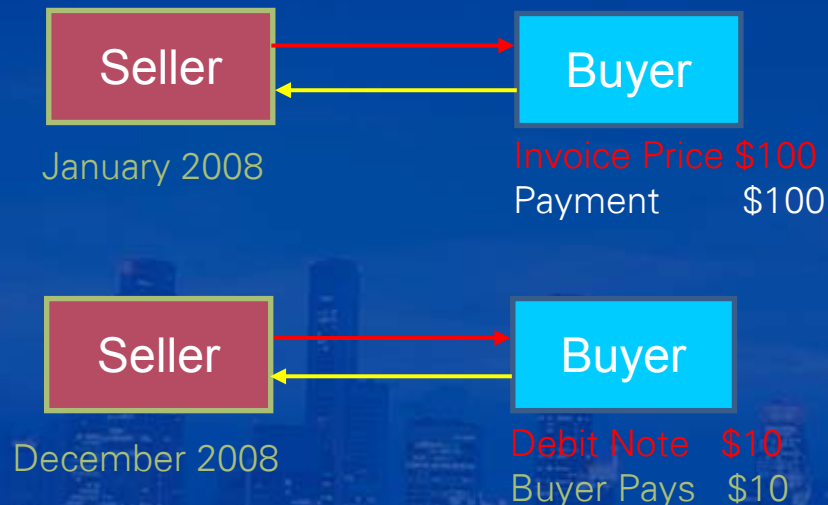 Seller
Buyer
January 2008
Invoice Price $100
Payment $100
Seller
Buyer
December 2008
Debit Note $10
Buyer Pays $10